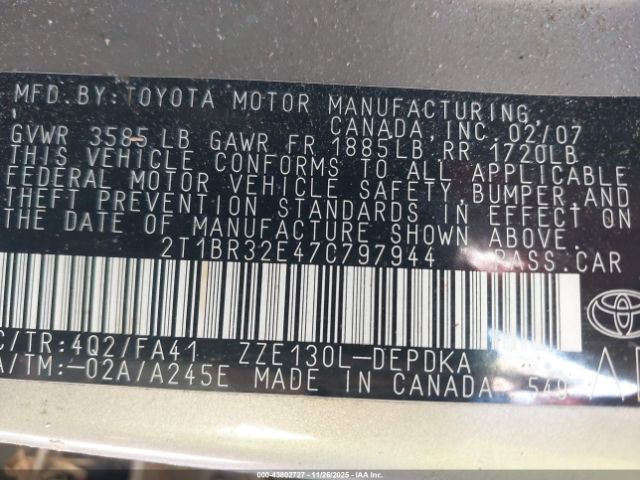 MFD. BY: TOYOTA MOTOR MANUFACTURING,
CANADA, INC. 02/07
GVWR 3585 LB GAWR FR 1885LB RR 1720LB
THIS VEHICLE CONFORMS TO ALL APPLICABLE
FEDERAL MOTOR VEHICLE SAFETY, BUMPER AND
THEFT PREVENTION STANDARDS IN EFFECT ON
THE DATE OF MANUFACTURE SHOWN ABOVE.
2T1BR32E47C797944 PASS.CAR
C/TR:4Q2/FA41 ZZE130L-DEPDKA
A/TM:-02A/A245E MADE IN CANADA
©00-43802727 - 11/26/2025 - IAA Inc.